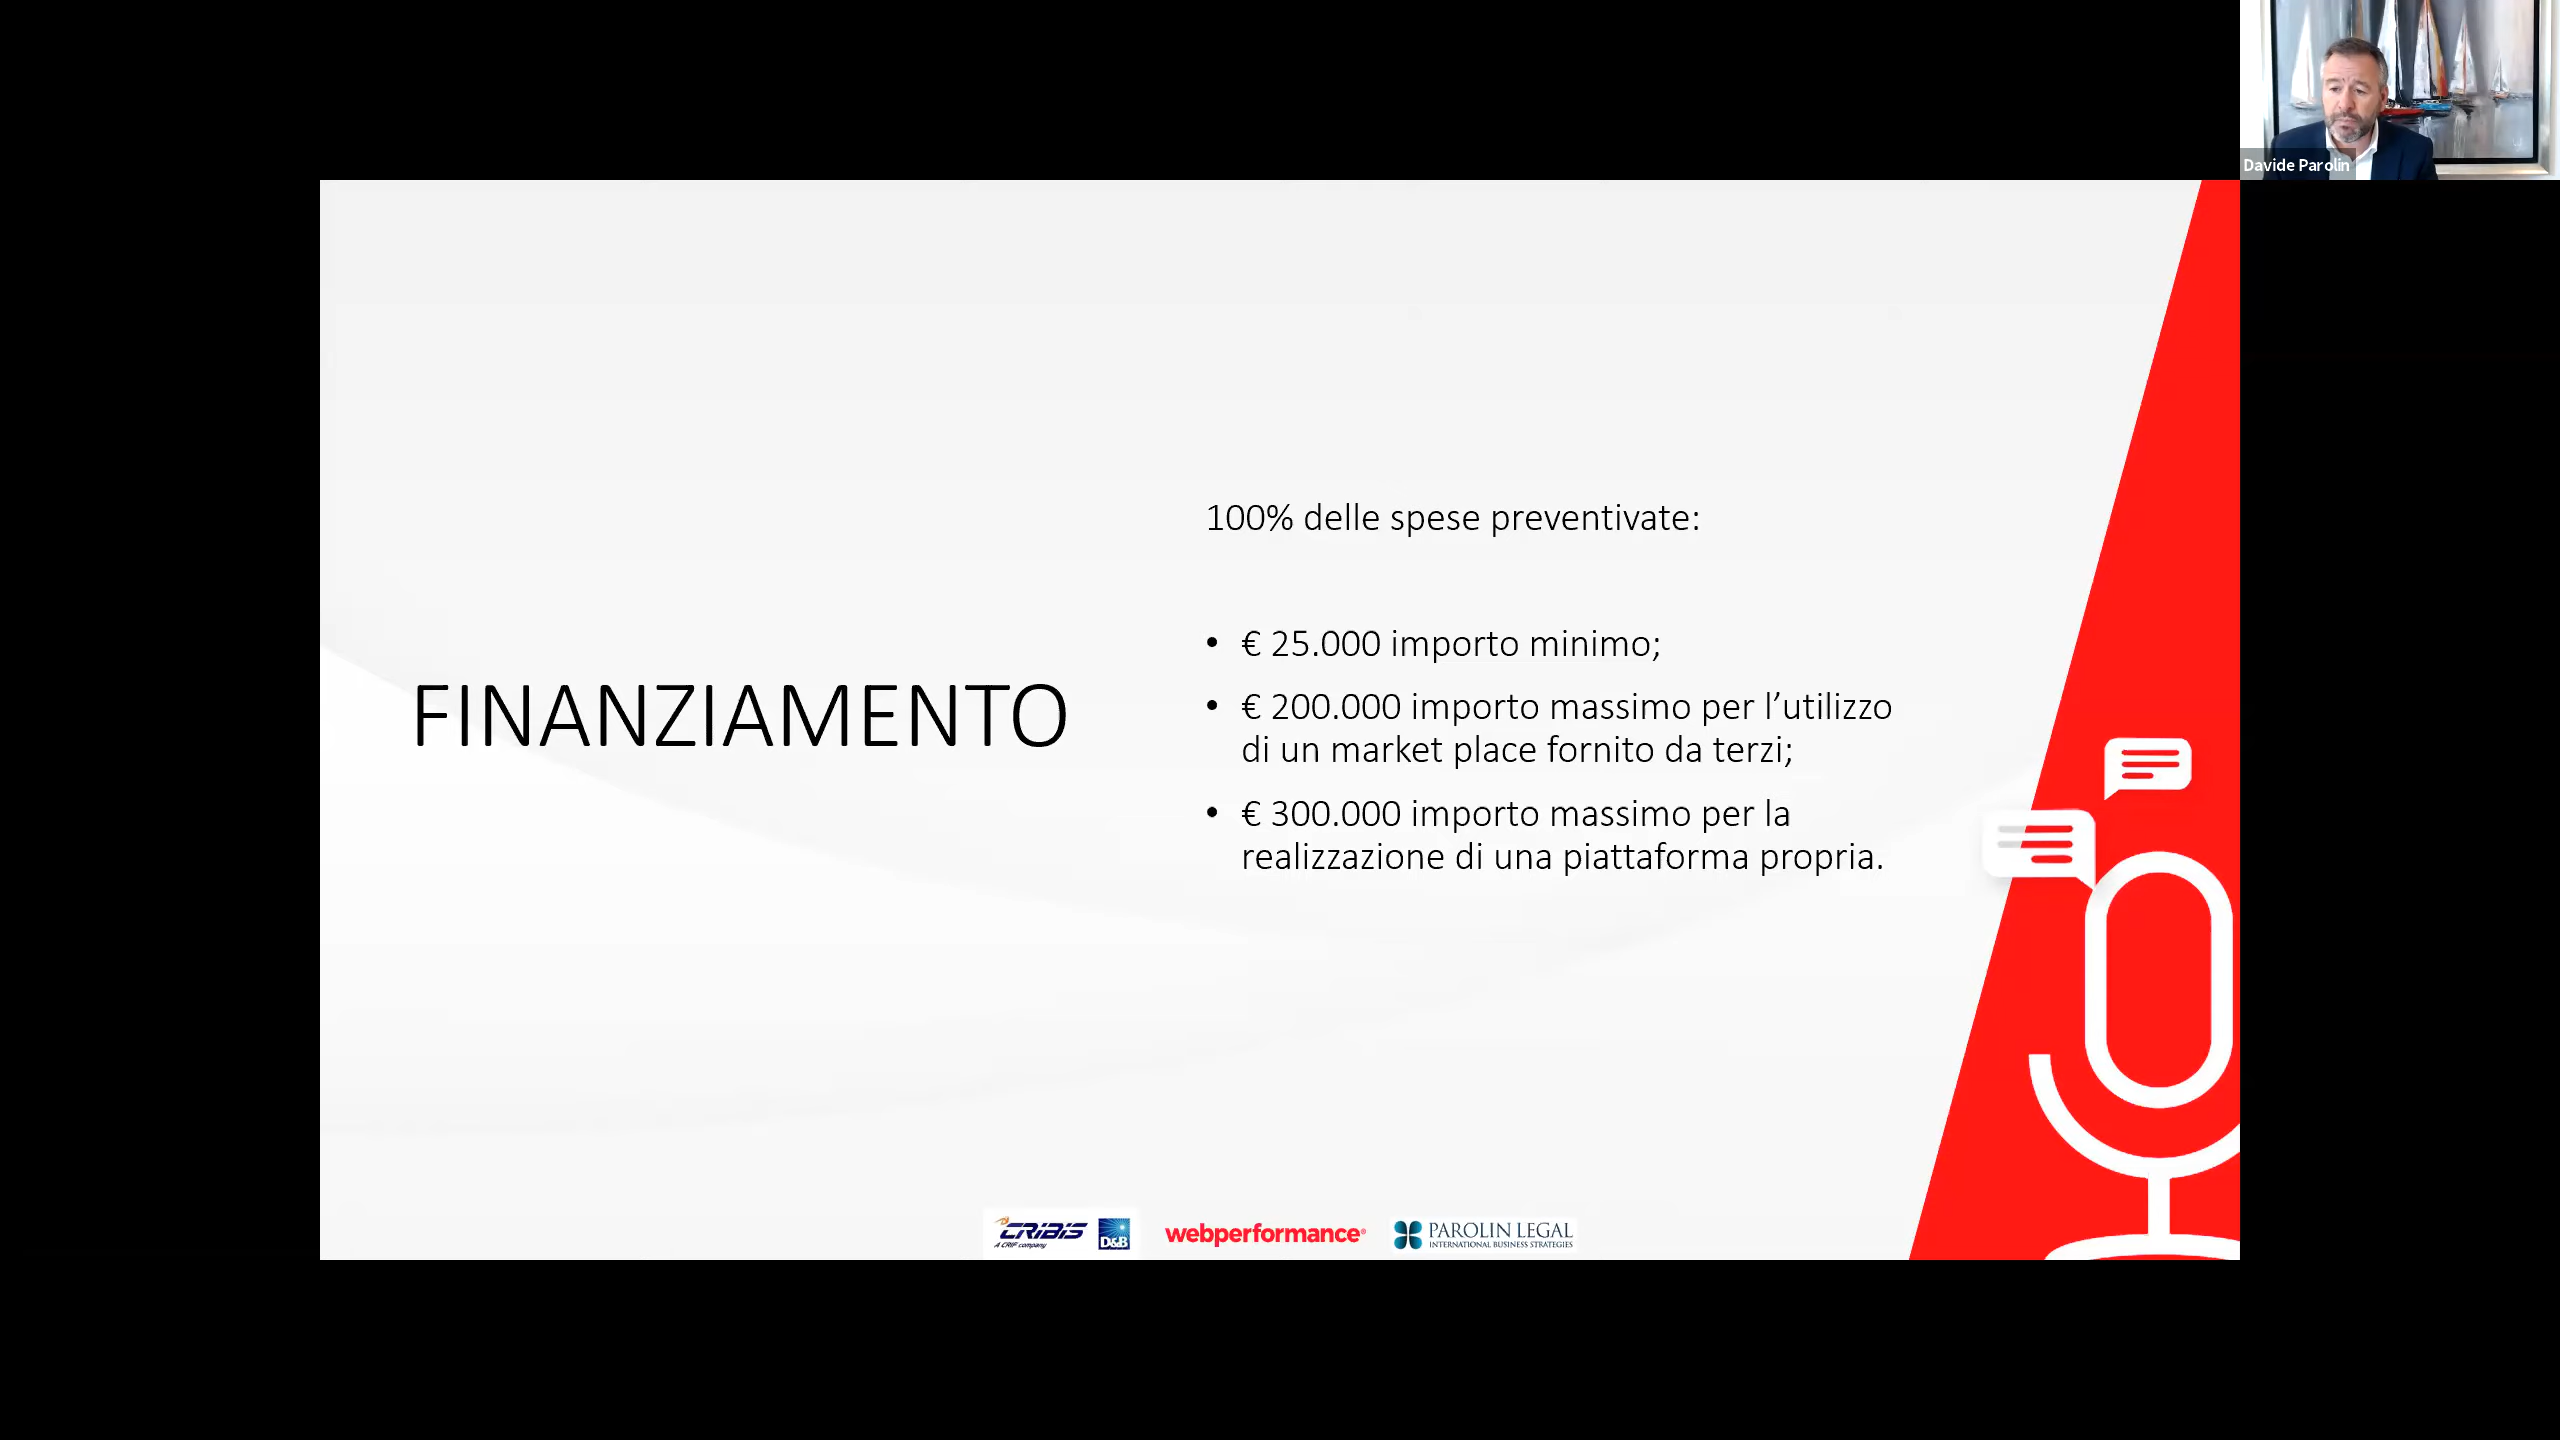 Davide Parolin
FINANZIAMENTO
100% delle spese preventivate:
• € 25.000 importo minimo;
• € 200.000 importo massimo per l’utilizzo
di un market place fornito da terzi;
• € 300.000 importo massimo per la
realizzazione di una piattaforma propria.
CRIBIS
A CRIF company
D&B
webperformance®
PAROLIN LEGAL
INTERNATIONAL BUSINESS STRATEGIES